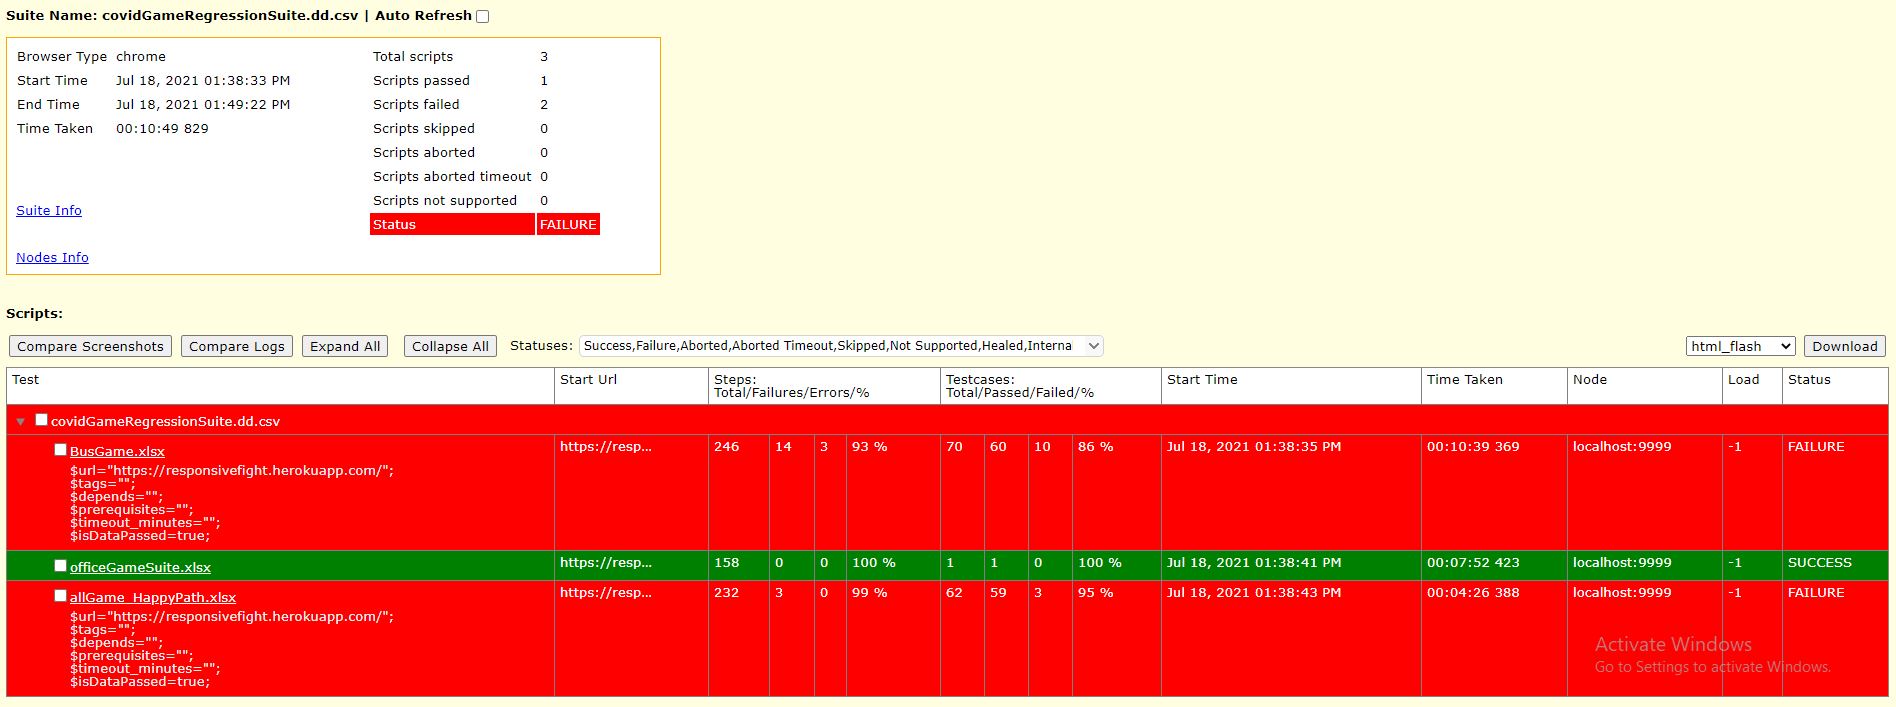 Suite Name: covidGameRegressionSuite.dd.csv | Auto Refresh
Browser Type chrome
Start Time Jul 18, 2021 01:38:33 PM
End Time Jul 18, 2021 01:49:22 PM
Time Taken 00:10:49 829
Suite Info
Nodes Info
Total scripts 3
Scripts passed 1
Scripts failed 2
Scripts skipped 0
Scripts aborted 0
Scripts aborted timeout 0
Scripts not supported 0
Status FAILURE
Scripts:
Compare Screenshots Compare Logs Expand All Collapse All Statuses: Success,Failure,Aborted,Aborted Timeout,Skipped,Not Supported,Healed,Interna html_flash Download
Test Start Url Steps: Testcases: Start Time Time Taken Node Load Status
Total/Failures/Errors/% Total/Passed/Failed/%
covidGameRegressionSuite.dd.csv
BusGame.xlsx https://resp... 246 14 3 93 % 70 60 10 86 % Jul 18, 2021 01:38:35 PM 00:10:39 369 localhost:9999 -1 FAILURE
$url="https://responsivefight.herokuapp.com/";
$tags="";
$depends="";
$prerequisites="";
$timeout_minutes="";
$isDataPassed=true;
officeGameSuite.xlsx https://resp... 158 0 0 100 % 1 1 0 100 % Jul 18, 2021 01:38:41 PM 00:07:52 423 localhost:9999 -1 SUCCESS
allGame_HappyPath.xlsx https://resp... 232 3 0 99 % 62 59 3 95 % Jul 18, 2021 01:38:43 PM 00:04:26 388 localhost:9999 -1 FAILURE
$url="https://responsivefight.herokuapp.com/";
$tags="";
$depends="";
$prerequisites="";
$timeout_minutes="";
$isDataPassed=true;
Activate Windows
Go to Settings to activate Windows.